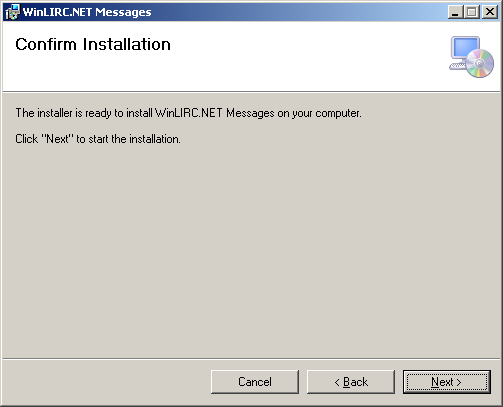 WinLIRC.NET Messages
Confirm Installation
The installer is ready to install WinLIRC.NET Messages on your computer.
Click "Next" to start the installation.
Cancel
< Back
Next >